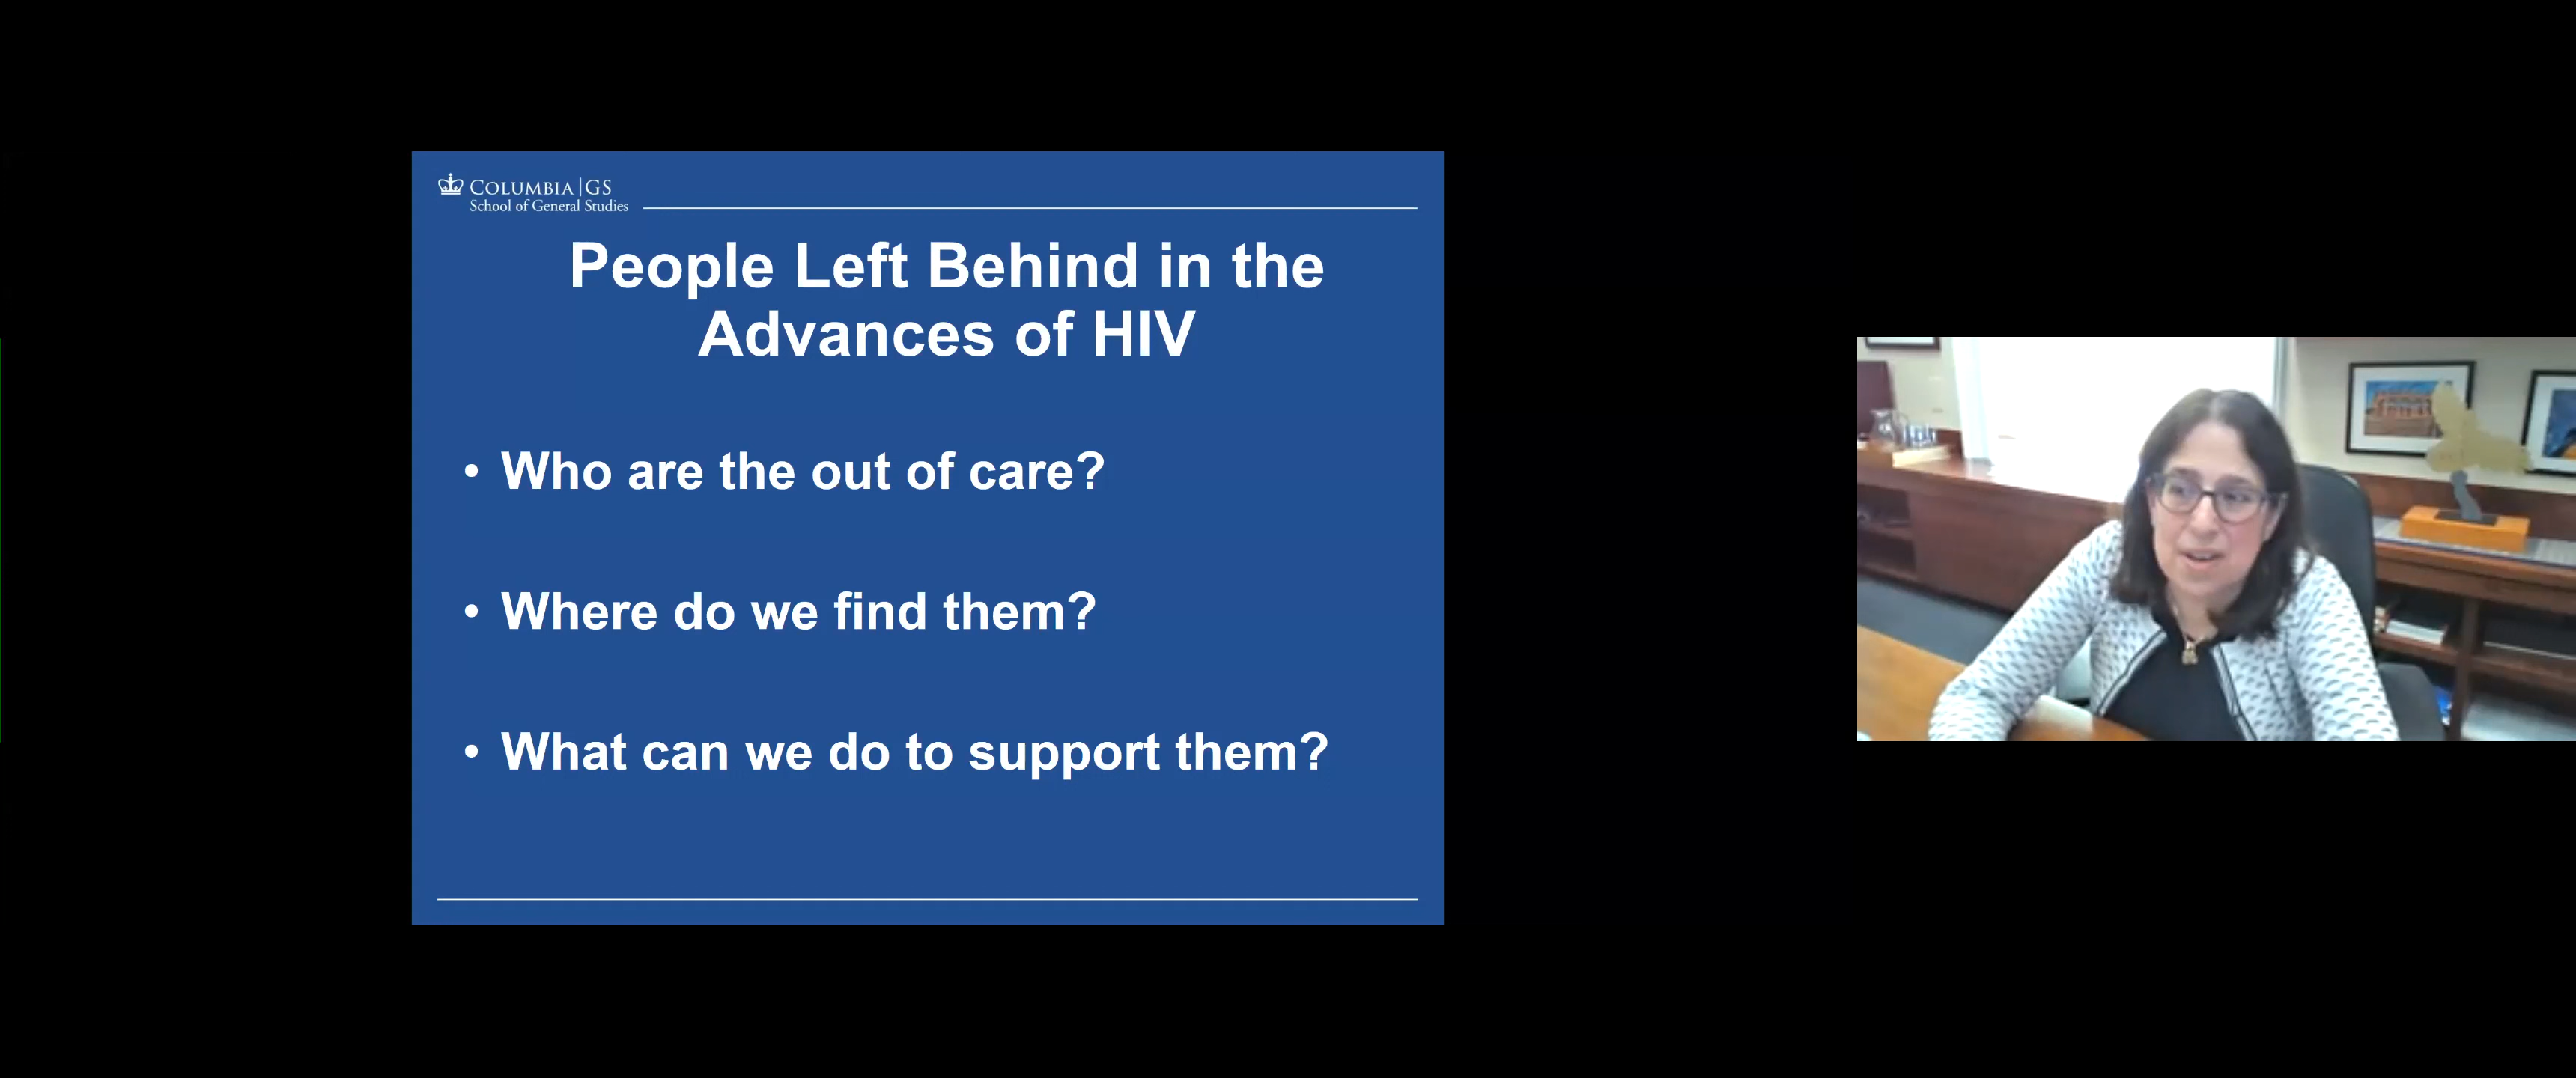 COLUMBIA | GS
School of General Studies
People Left Behind in the
Advances of HIV
• Who are the out of care?
• Where do we find them?
• What can we do to support them?